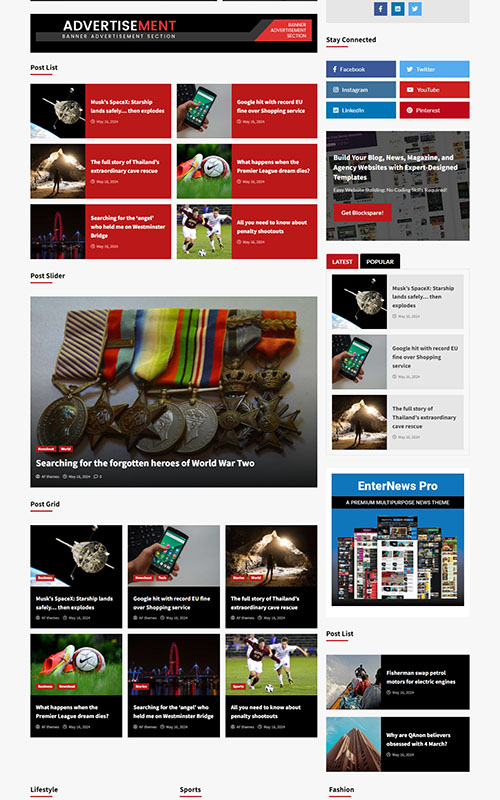 ADVERTISEMENT
BANNER ADVERTISEMENT SECTION
BANNER
ADVERTISEMENT
SECTION
Post List
Musk's SpaceX: Starship
lands safely... then explodes
May 16, 2024
Google hit with record EU
fine over Shopping service
May 16, 2024
The full story of Thailand's
extraordinary cave rescue
May 16, 2024
What happens when the
Premier League dream dies?
May 16, 2024
Searching for the 'angel'
who held me on Westminster
Bridge
May 16, 2024
All you need to know about
penalty shootouts
May 16, 2024
Post Slider
Newsbeat World
Searching for the forgotten heroes of World War Two
AF themes May 16, 2024 0
Post Grid
Business
Musk's SpaceX: Starship lands
safely... then explodes
AF themes May 16, 2024
Newsbeat Tech
Google hit with record EU fine
over Shopping service
AF themes May 16, 2024
Stories World
The full story of Thailand's
extraordinary cave rescue
AF themes May 16, 2024
Business Newsbeat
What happens when the
Premier League dream dies?
AF themes May 16, 2024
Stories
Searching for the 'angel' who
held me on Westminster Bridge
AF themes May 16, 2024
Sports
All you need to know about
penalty shootouts
AF themes May 16, 2024
Stay Connected
Facebook
Twitter
Instagram
YouTube
LinkedIn
Pinterest
Build Your Blog, News, Magazine, and
Agency Websites with Expert-Designed
Templates
Easy Website Building: No Coding Skills Required!
Get Blockspare!
LATEST
POPULAR
Musk's SpaceX: Starship
lands safely... then
explodes
May 16, 2024
Google hit with record EU
fine over Shopping
service
May 16, 2024
The full story of
Thailand's extraordinary
cave rescue
May 16, 2024
EnterNews Pro
A PREMIUM MULTIPURPOSE NEWS THEME
Post List
Fisherman swap petrol
motors for electric engines
May 16, 2024
Why are QAnon believers
obsessed with 4 March?
May 16, 2024
Lifestyle
Sports
Fashion